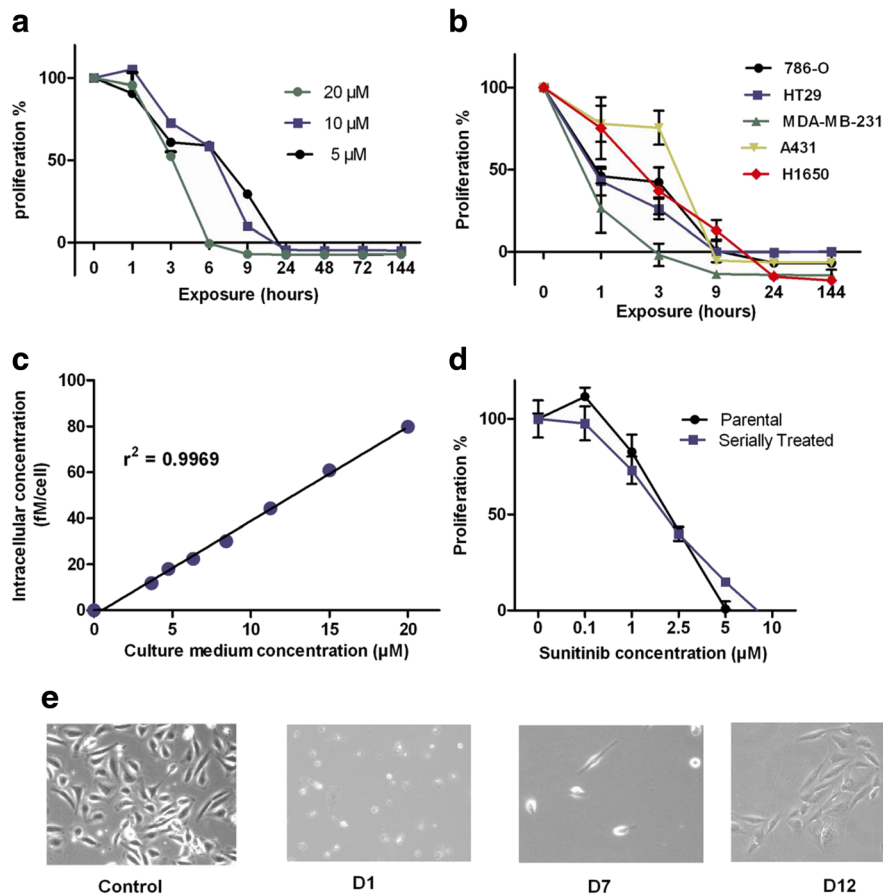 a
proliferation %
100
50
0
0 1 3 6 9 24 48 72 144
Exposure (hours)
20 µM
10 µM
5 µM
b
Proliferation %
100
50
0
0 1 3 9 24 144
Exposure (hours)
786-O
HT29
MDA-MB-231
A431
H1650
c
Intracellular concentration
(fM/cell)
100
80
60
40
20
0
r² = 0.9969
0 5 10 15 20
Culture medium concentration (µM)
d
Proliferation %
100
50
0
0 0.1 1 2.5 5 10
Sunitinib concentration (µM)
Parental
Serially Treated
e
Control
D1
D7
D12